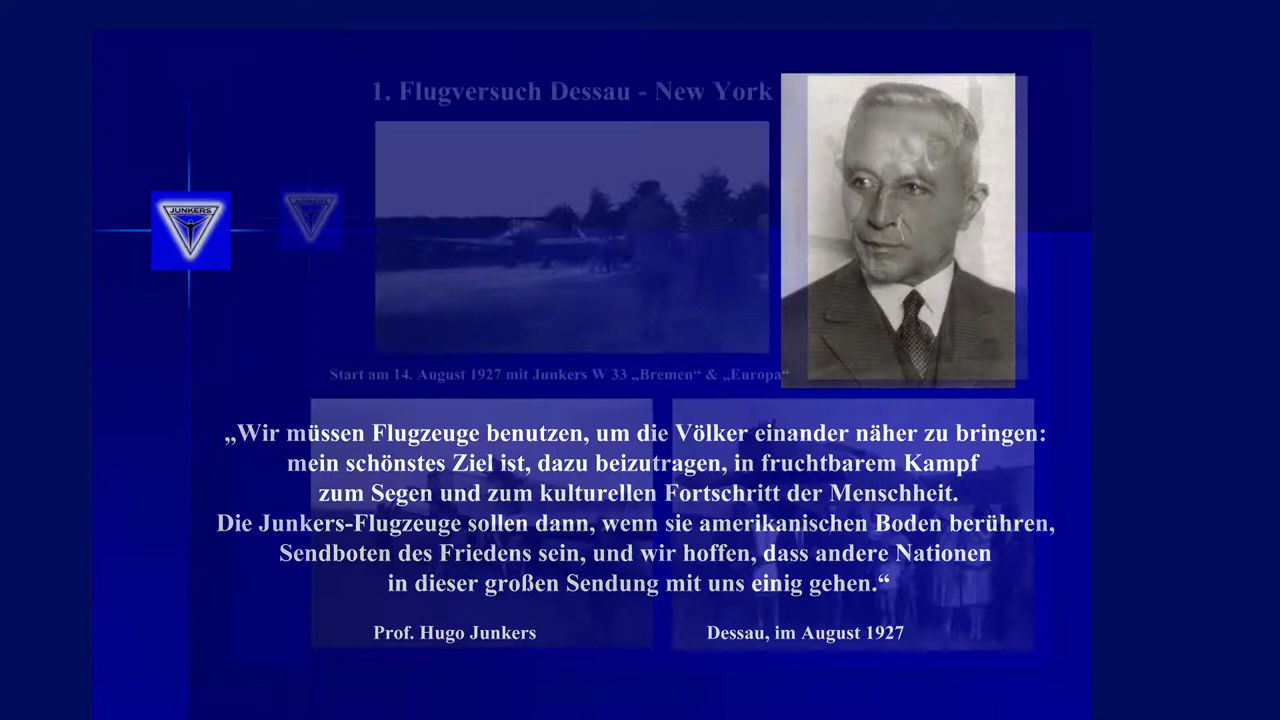 1. Flugversuch Dessau - New York
JUNKERS
JUNKERS
Start am 14. August 1927 mit Junkers W 33 „Bremen“ & „Europa“
„Wir müssen Flugzeuge benutzen, um die Völker einander näher zu bringen:
mein schönstes Ziel ist, dazu beizutragen, in fruchtbarem Kampf
zum Segen und zum kulturellen Fortschritt der Menschheit.
Die Junkers-Flugzeuge sollen dann, wenn sie amerikanischen Boden berühren,
Sendboten des Friedens sein, und wir hoffen, dass andere Nationen
in dieser großen Sendung mit uns einig gehen.“
Prof. Hugo Junkers
Dessau, im August 1927